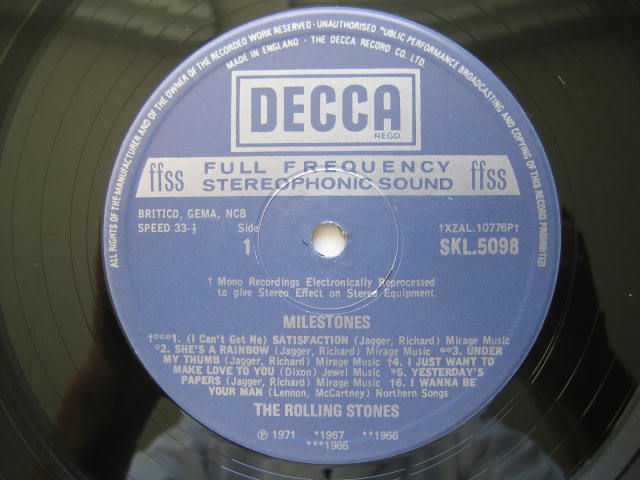 ALL RIGHTS OF THE MANUFACTURER AND OF THE OWNER OF THE RECORDED WORK RESERVED · UNAUTHORISED PUBLIC PERFORMANCE BROADCASTING AND COPYING OF THIS RECORD PROHIBITED
MADE IN ENGLAND · THE DECCA RECORD CO. LTD.
DECCA
REGD.
ffss FULL FREQUENCY STEREOPHONIC SOUND ffss
BRITICO, GEMA, NCB
SPEED 33-⅓ Side 1
†XZAL.10776P†
SKL.5098
† Mono Recordings Electronically Reprocessed
to give Stereo Effect on Stereo Equipment
MILESTONES
†***1. (I Can't Get No) SATISFACTION (Jagger, Richard) Mirage Music
*2. SHE'S A RAINBOW (Jagger, Richard) Mirage Music **3. UNDER
MY THUMB (Jagger, Richard) Mirage Music †4. I JUST WANT TO
MAKE LOVE TO YOU (Dixon) Jewel Music *5. YESTERDAY'S
PAPERS (Jagger, Richard) Mirage Music †6. I WANNA BE
YOUR MAN (Lennon, McCartney) Northern Songs
THE ROLLING STONES
℗ 1971 *1967 **1966
***1965